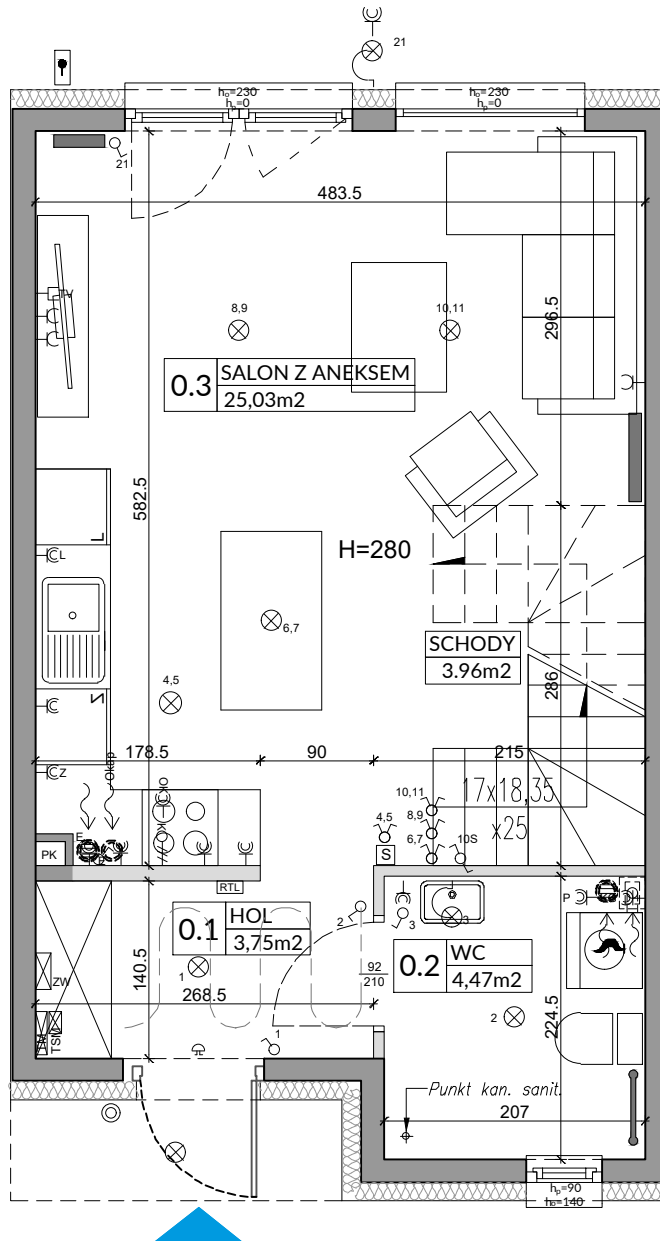 21
h₀=230
hₚ=0
h₀=230
hₚ=0
21
483.5
8,9
10,11
296.5
0.3
SALON Z ANEKSEM
25,03m2
582.5
L
H=280
CL
6,7
SCHODY
3.96m2
286
4,5
Z
178.5
90
215
CZ
Okap
17x18,35
x25
10,11
8,9
6,7
4,5
10S
S
PK
E
RTL
0.1
HOL
3,75m2
2
3
3
P
92
210
0.2
WC
4,47m2
140.5
1
ZW
268.5
2
224.5
TSM
1
Punkt kan. sanit.
207
hₚ=90
h₀=140